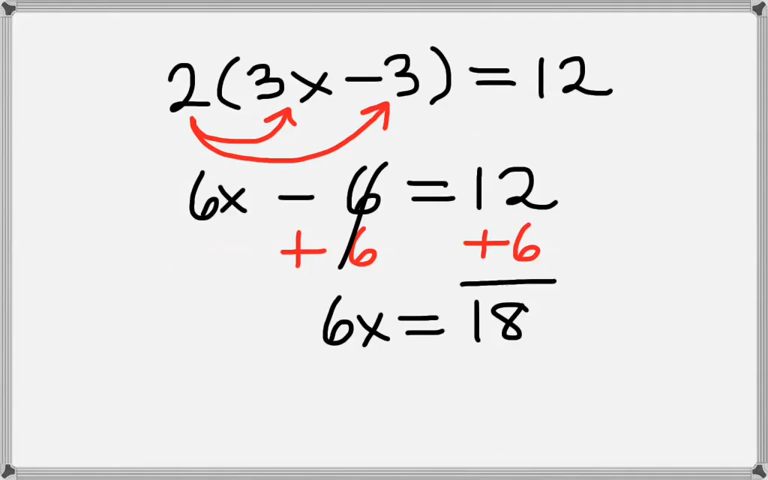 2(3x-3)=12
6x - 6 =12
+ 6 +6
6x= 18